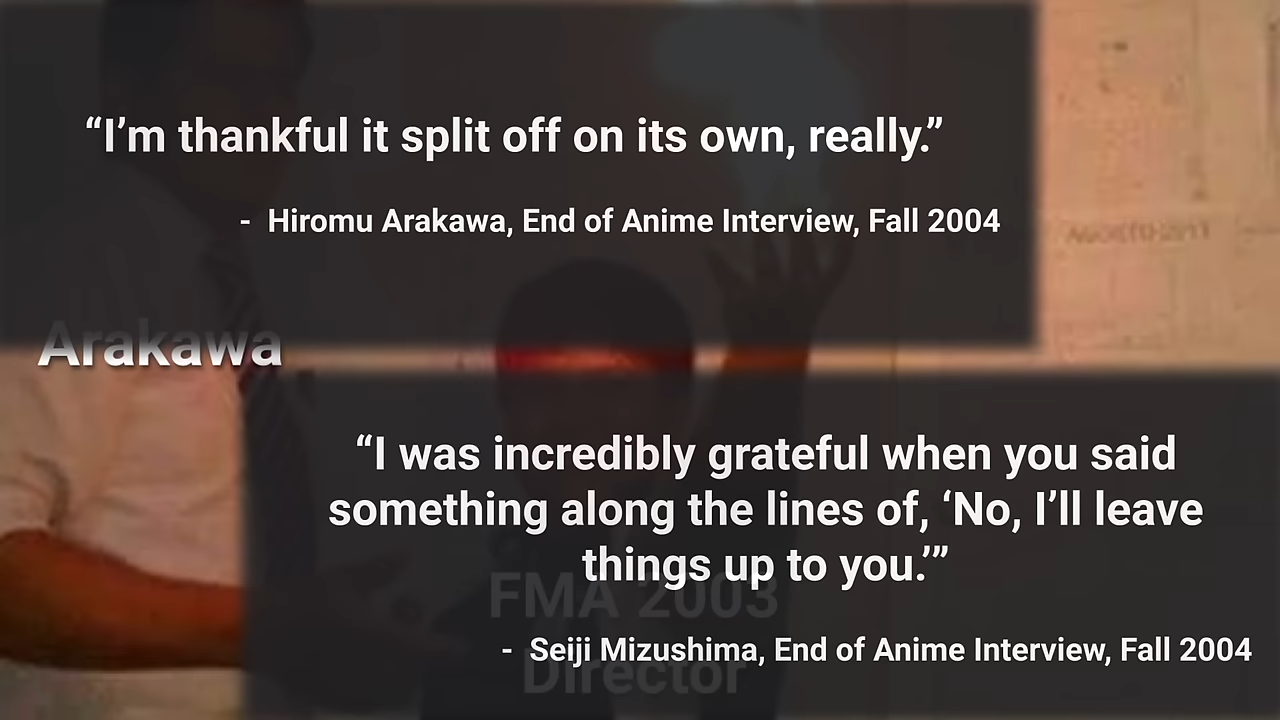 “I’m thankful it split off on its own, really.”
- Hiromu Arakawa, End of Anime Interview, Fall 2004
AGOSTO 2011
Arakawa
“I was incredibly grateful when you said
something along the lines of, ‘No, I’ll leave
things up to you.’”
FMA 2003
- Seiji Mizushima, End of Anime Interview, Fall 2004
Director